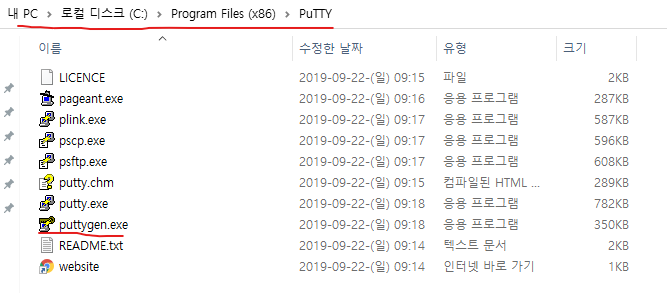 내 PC > 로컬 디스크 (C:) > Program Files (x86) > PuTTY
이름 수정한 날짜 유형 크기
LICENCE 2019-09-22-(일) 09:15 파일 2KB
pageant.exe 2019-09-22-(일) 09:16 응용 프로그램 287KB
plink.exe 2019-09-22-(일) 09:17 응용 프로그램 587KB
pscp.exe 2019-09-22-(일) 09:17 응용 프로그램 596KB
psftp.exe 2019-09-22-(일) 09:17 응용 프로그램 608KB
putty.chm 2019-09-22-(일) 09:15 컴파일된 HTML ... 289KB
putty.exe 2019-09-22-(일) 09:18 응용 프로그램 782KB
puttygen.exe 2019-09-22-(일) 09:18 응용 프로그램 350KB
README.txt 2019-09-22-(일) 09:14 텍스트 문서 2KB
website 2019-09-22-(일) 09:14 인터넷 바로 가기 1KB